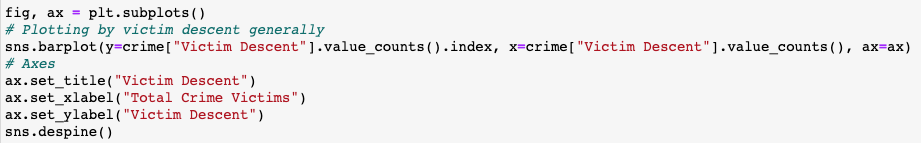 fig, ax = plt.subplots()
# Plotting by victim descent generally
sns.barplot(y=crime["Victim Descent"].value_counts().index, x=crime["Victim Descent"].value_counts(), ax=ax)
# Axes
ax.set_title("Victim Descent")
ax.set_xlabel("Total Crime Victims")
ax.set_ylabel("Victim Descent")
sns.despine()